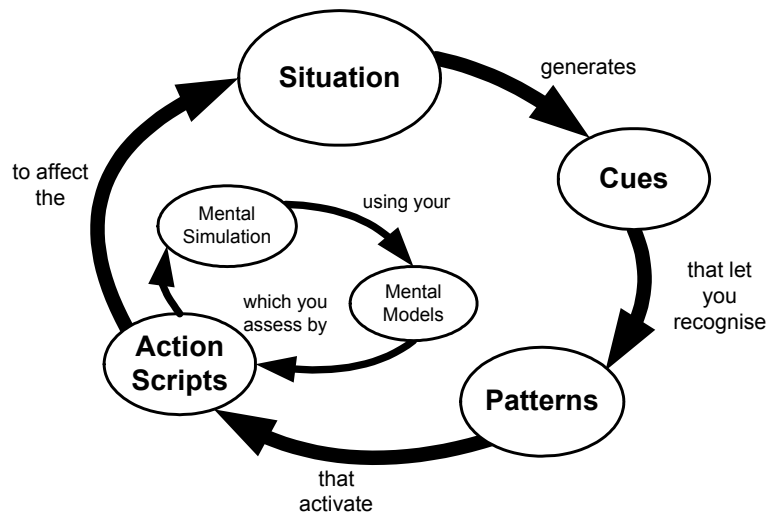 Situation
generates
Cues
to affect
the
Mental
Simulation
using your
that let
you
recognise
Mental
Models
which you
assess by
Action
Scripts
Patterns
that
activate